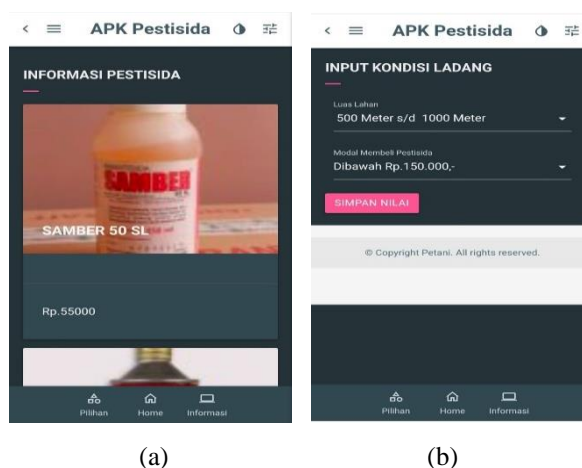 APK Pestisida
INFORMASI PESTISIDA
SAMBER
SAMBER 50 SL
Rp.55000
Pilihan Home Informasi
(a)
APK Pestisida
INPUT KONDISI LADANG
Luas Lahan
500 Meter s/d 1000 Meter
Modal Membeli Pestisida
Dibawah Rp.150.000,-
SIMPAN NILAI
© Copyright Petani. All rights reserved.
Pilihan Home Informasi
(b)